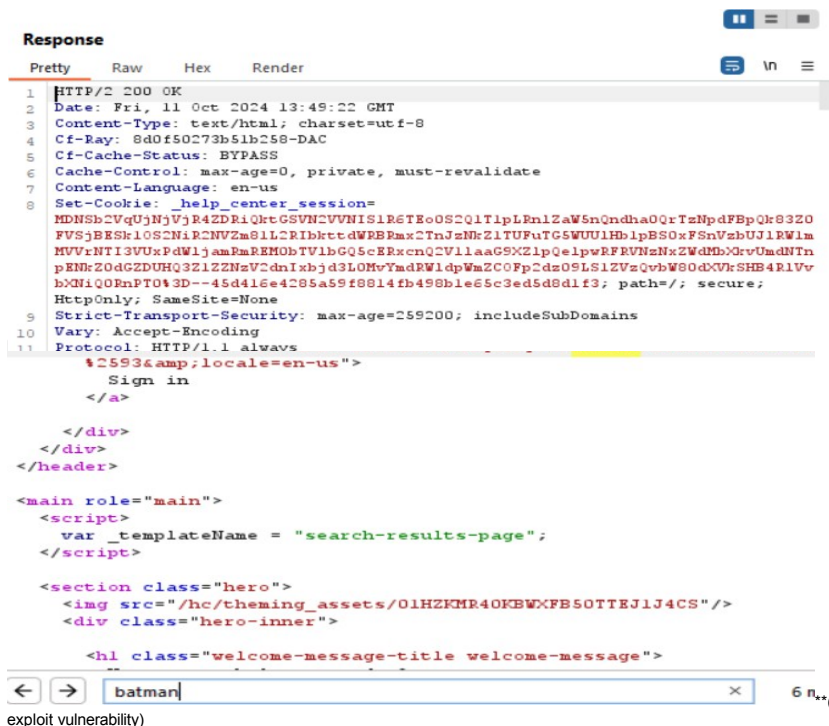 Response
Pretty Raw Hex Render \n
1 HTTP/2 200 OK
2 Date: Fri, 11 Oct 2024 13:49:22 GMT
3 Content-Type: text/html; charset=utf-8
4 Cf-Ray: 8d0f50273b51b258-DAC
5 Cf-Cache-Status: BYPASS
6 Cache-Control: max-age=0, private, must-revalidate
7 Content-Language: en-us
8 Set-Cookie: _help_center_session=
path=/; secure;
HttpOnly; SameSite=None
9 Strict-Transport-Security: max-age=259200; includeSubDomains
10 Vary: Accept-Encoding
11 Protocol: HTTP/1.1 always
%2593&amp;locale=en-us">
Sign in
</a>
</div>
</div>
</header>
<main role="main">
<script>
var _templateName = "search-results-page";
</script>
<section class="hero">
<img src="/hc/theming_assets/01HZKMR40KBWXFB50TTEJ1J4CS"/>
<div class="hero-inner">
<h1 class="welcome-message-title welcome-message">
batman
exploit vulnerability)